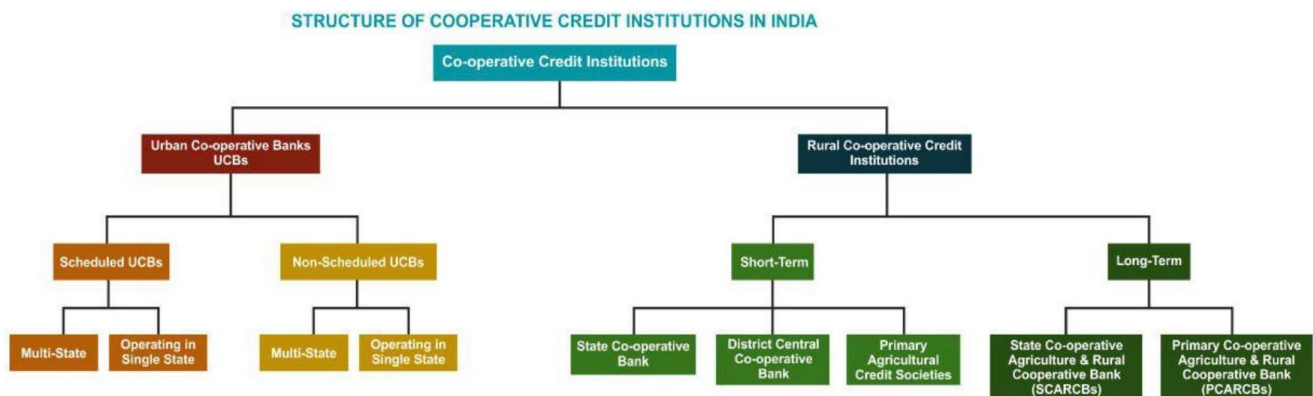 STRUCTURE OF COOPERATIVE CREDIT INSTITUTIONS IN INDIA
Co-operative Credit Institutions
Urban Co-operative Banks
UCBs
Rural Co-operative Credit
Institutions
Scheduled UCBs
Non-Scheduled UCBs
Short-Term
Long-Term
Multi-State
Operating in
Single State
Multi-State
Operating in
Single State
State Co-operative
Bank
District Central
Co-operative
Bank
Primary
Agricultural
Credit Societies
State Co-operative
Agriculture & Rural
Cooperative Bank
(SCARCBs)
Primary Co-operative
Agriculture & Rural
Cooperative Bank
(PCARCBs)